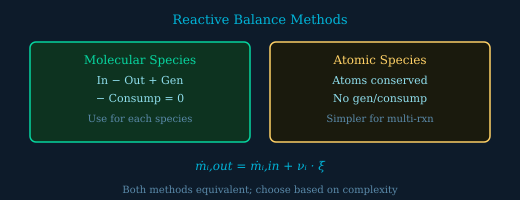 Reactive Balance Methods
Molecular Species
In − Out + Gen
− Consump = 0
Use for each species
Atomic Species
Atoms conserved
No gen/consump
Simpler for multi-rxn
ṁᵢ,out = ṁᵢ,in + νᵢ · ξ
Both methods equivalent; choose based on complexity